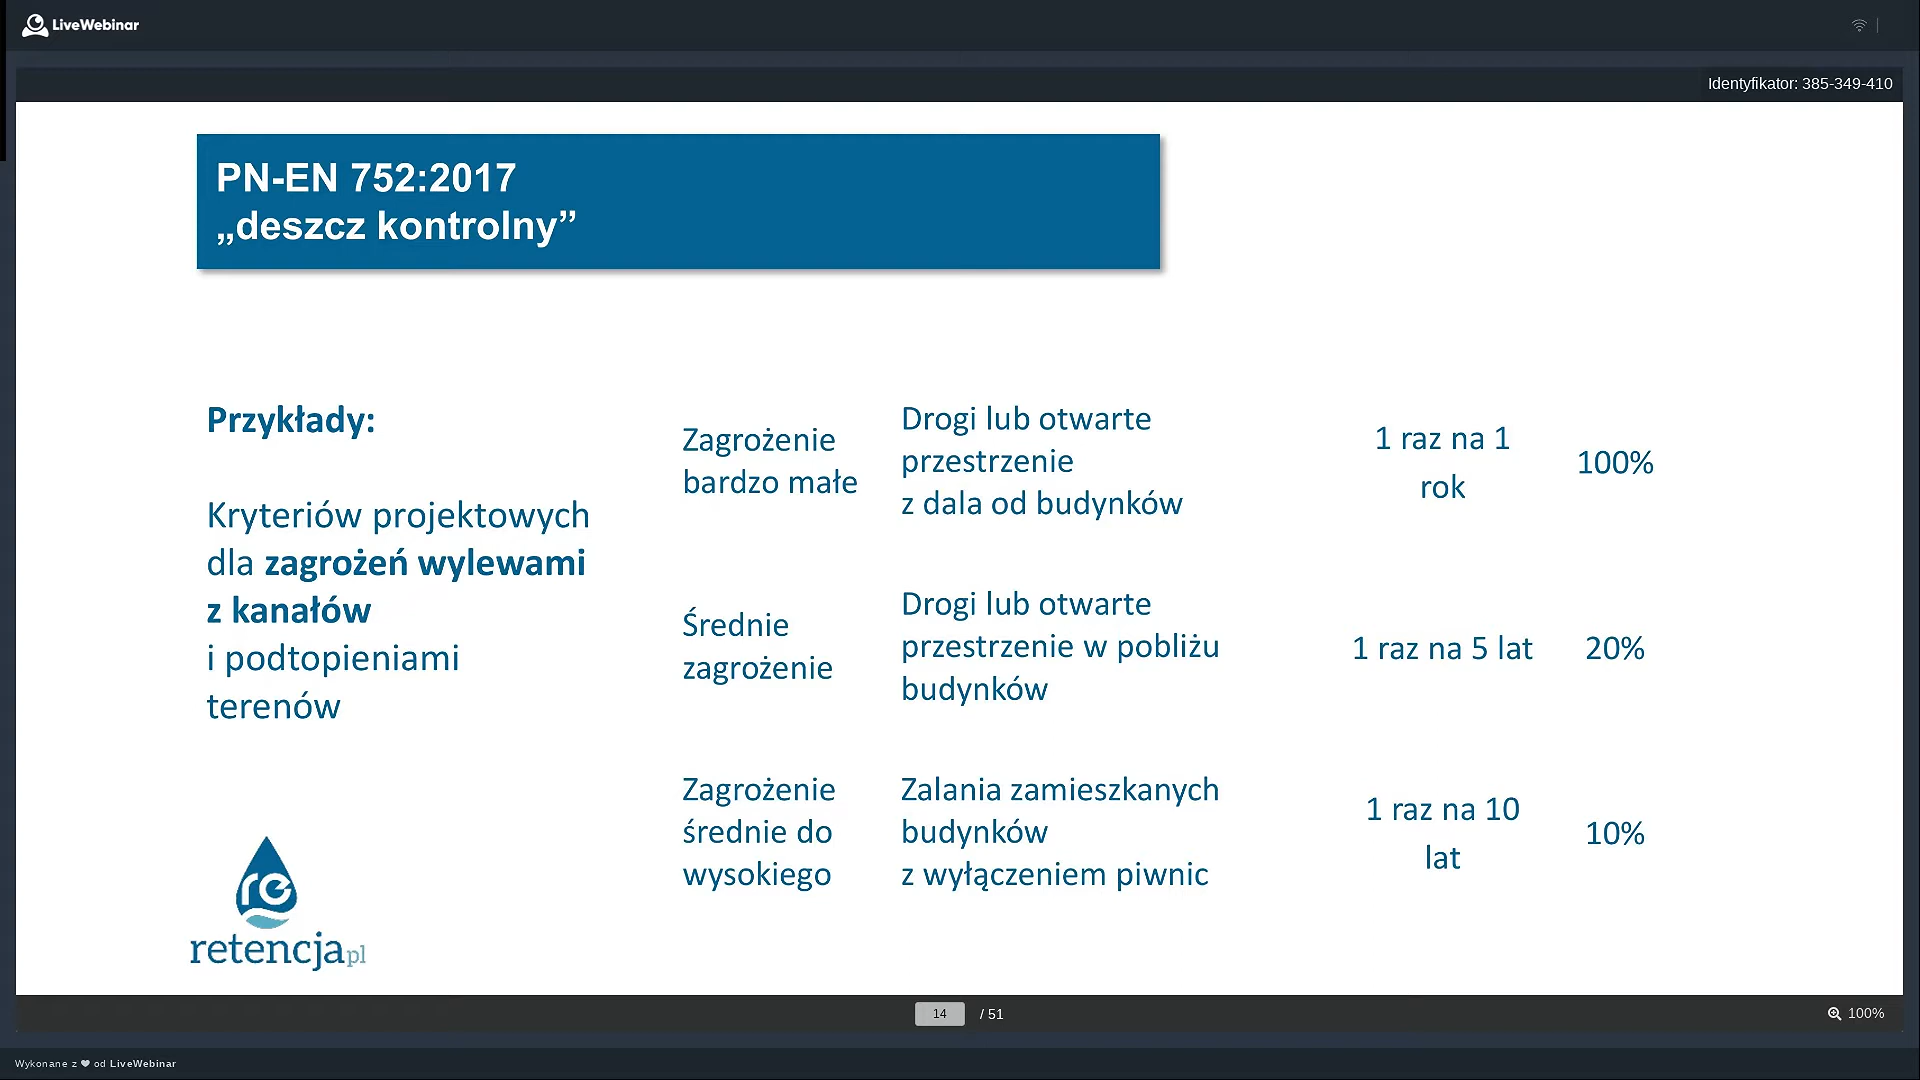 LiveWebinar
Identyfikator: 385-349-410
PN-EN 752:2017
„deszcz kontrolny”
Przykłady:
Kryteriów projektowych
dla zagrożeń wylewami
z kanałów
i podtopieniami
terenów
Zagrożenie
bardzo małe
Drogi lub otwarte
przestrzenie
z dala od budynków
1 raz na 1
rok
100%
Średnie
zagrożenie
Drogi lub otwarte
przestrzenie w pobliżu
budynków
1 raz na 5 lat
20%
Zagrożenie
średnie do
wysokiego
Zalania zamieszkanych
budynków
z wyłączeniem piwnic
1 raz na 10
lat
10%
re
retencja.pl
14 / 51
100%
Wykonane z ❤ od LiveWebinar